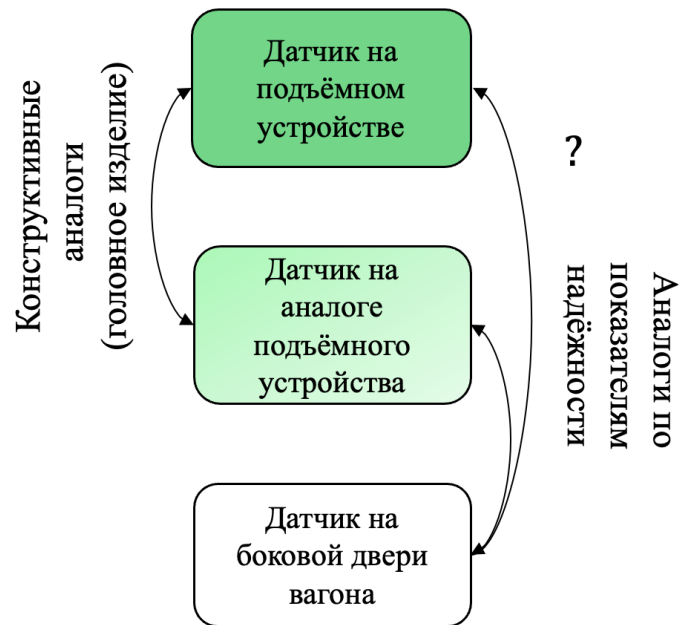 Датчик на
подъёмном
устройстве
Конструктивные
аналоги
(головное изделие)
?
Датчик на
аналоге
подъёмного
устройства
Аналоги по
показателям
надёжности
Датчик на
боковой двери
вагона